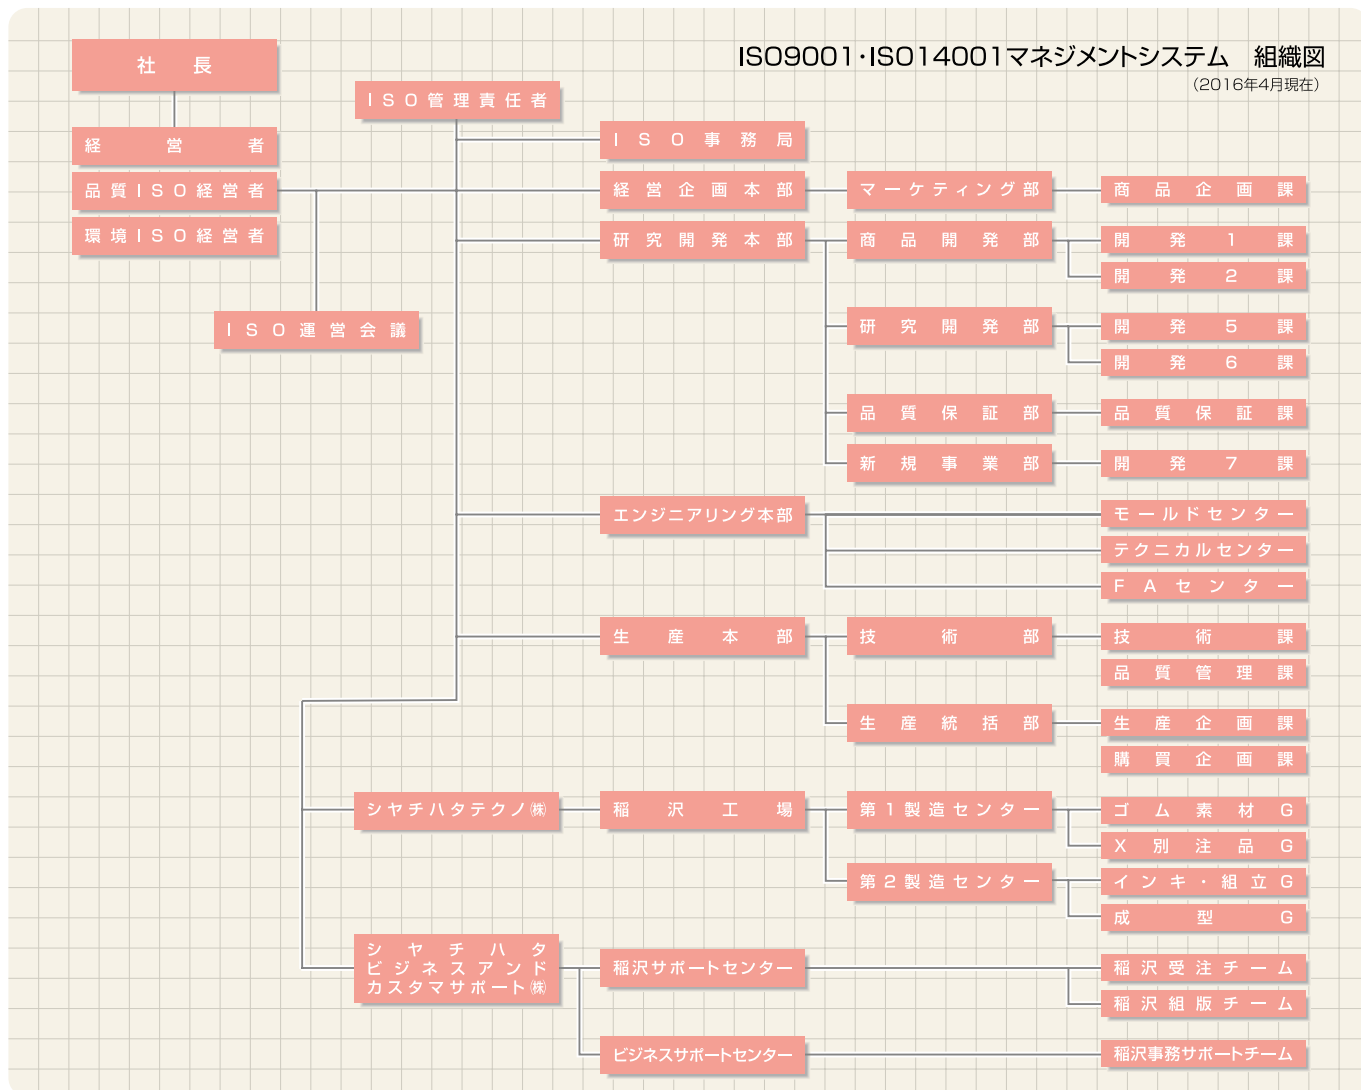 ISO9001・ISO14001マネジメントシステム　組織図
（2016年4月現在）
社長
経営者
品質ISO経営者
環境ISO経営者
ISO管理責任者
ISO運営会議
ISO事務局
経営企画本部
マーケティング部
商品企画課
研究開発本部
商品開発部
開発1課
開発2課
研究開発部
開発5課
開発6課
品質保証部
品質保証課
新規事業部
開発7課
エンジニアリング本部
モールドセンター
テクニカルセンター
FAセンター
生産本部
技術部
技術課
品質管理課
生産統括部
生産企画課
購買企画課
シヤチハタテクノ㈱
稲沢工場
第1製造センター
ゴム素材G
X別注品G
第2製造センター
インキ・組立G
成型G
シヤチハタ
ビジネスアンド
カスタマサポート㈱
稲沢サポートセンター
稲沢受注チーム
稲沢組版チーム
ビジネスサポートセンター
稲沢事務サポートチーム